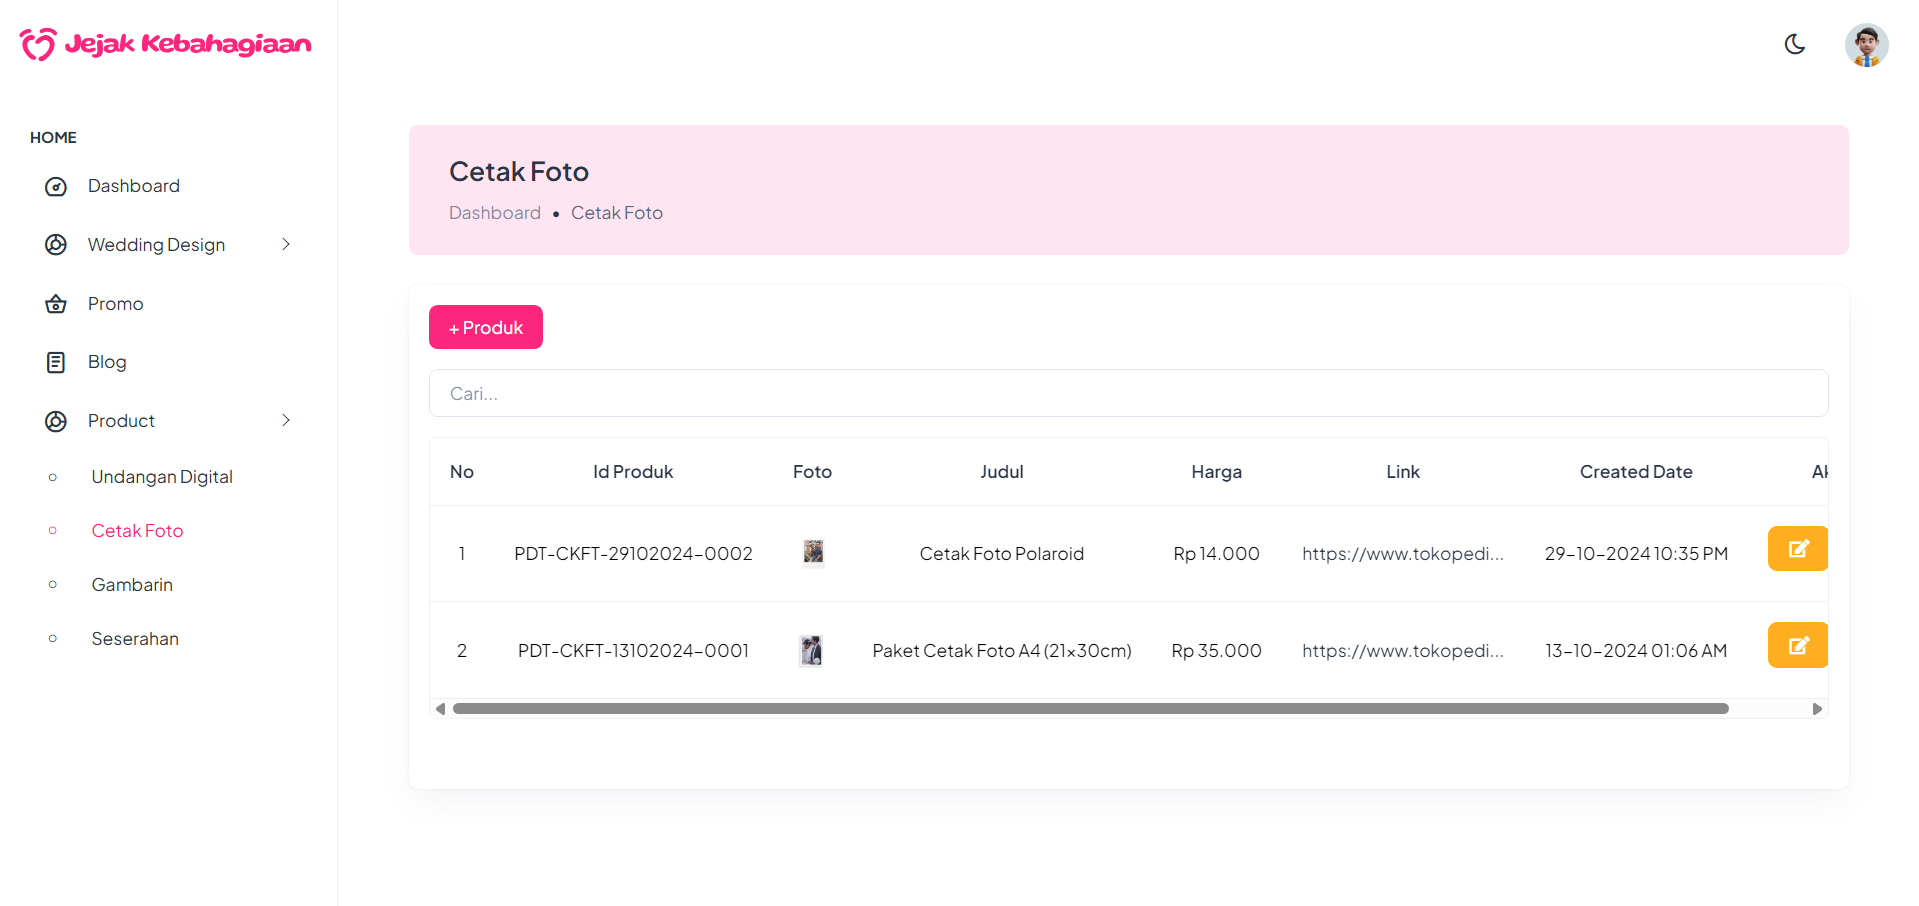 Jejak Kebahagiaan
HOME
Dashboard
Wedding Design
Promo
Blog
Product
Undangan Digital
Cetak Foto
Gambarin
Seserahan
Cetak Foto
Dashboard • Cetak Foto
+ Produk
Cari...
No Id Produk Foto Judul Harga Link Created Date
1 PDT-CKFT-29102024-0002 Cetak Foto Polaroid Rp 14.000 https://www.tokopedi... 29-10-2024 10:35 PM
2 PDT-CKFT-13102024-0001 Paket Cetak Foto A4 (21x30cm) Rp 35.000 https://www.tokopedi... 13-10-2024 01:06 AM